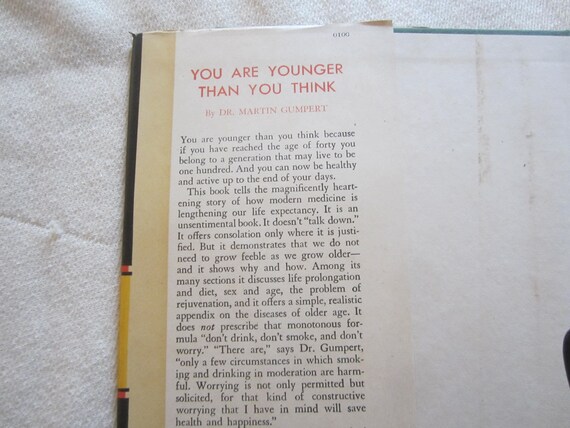 0100
YOU ARE YOUNGER
THAN YOU THINK
By DR. MARTIN GUMPERT
You are younger than you think because
if you have reached the age of forty you
belong to a generation that may live to be
one hundred. And you can now be healthy
and active up to the end of your days.
This book tells the magnificently heart-
ening story of how modern medicine is
lengthening our life expectancy. It is an
unsentimental book. It doesn't "talk down."
It offers consolation only where it is justi-
fied. But it demonstrates that we do not
need to grow feeble as we grow older—
and it shows why and how. Among its
many sections it discusses life prolongation
and diet, sex and age, the problem of
rejuvenation, and it offers a simple, realistic
appendix on the diseases of older age. It
does not prescribe that monotonous for-
mula "don't drink, don't smoke, and don't
worry." "There are," says Dr. Gumpert,
"only a few circumstances in which smok-
ing and drinking in moderation are harm-
ful. Worrying is not only permitted but
solicited, for that kind of constructive
worrying that I have in mind will save
health and happiness."